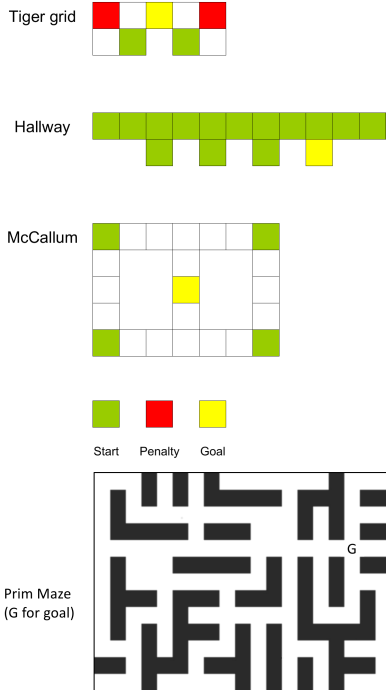 Tiger grid
Hallway
McCallum
Start Penalty Goal
G
Prim Maze
(G for goal)